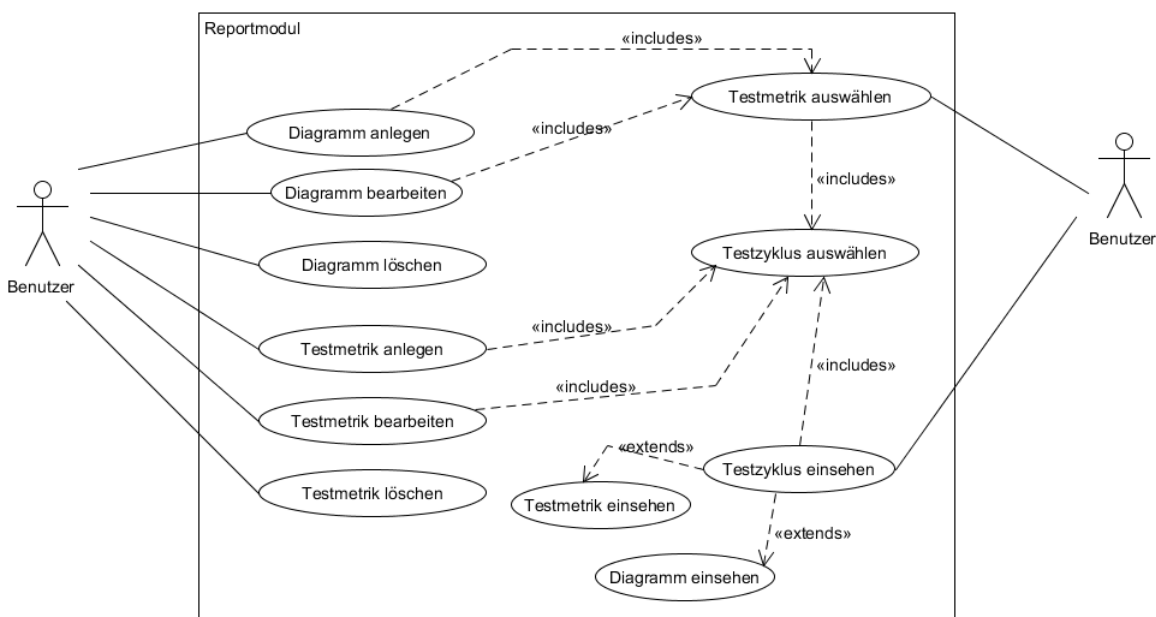 Reportmodul
«includes»
Testmetrik auswählen
Diagramm anlegen
«includes»
Diagramm bearbeiten
«includes»
Benutzer
Testzyklus auswählen
Diagramm löschen
Benutzer
«includes»
Testmetrik anlegen
«includes»
«includes»
Testmetrik bearbeiten
«extends»
Testzyklus einsehen
Testmetrik löschen
Testmetrik einsehen
«extends»
Diagramm einsehen